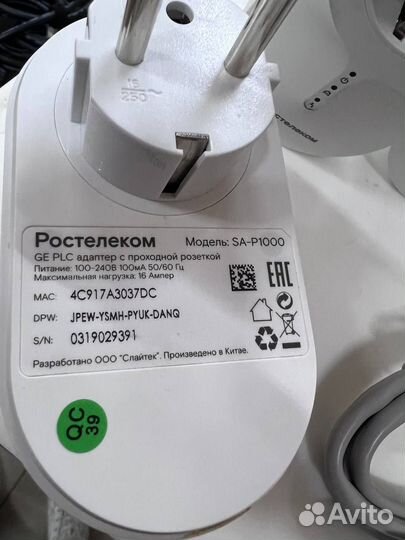 16
250~
Ростелеком
Модель: SA-P1000
GE PLC адаптер с проходной розеткой
Питание: 100-240В 100мА 50/60 Гц
Максимальная нагрузка: 16 Ампер
MAC: 4C917A3037DC
DPW: JPEW-YSMH-PYUK-DANQ
S/N: 0319029391
EAC
Разработано ООО "Слайтек". Произведено в Китае.
QC
39
Avito